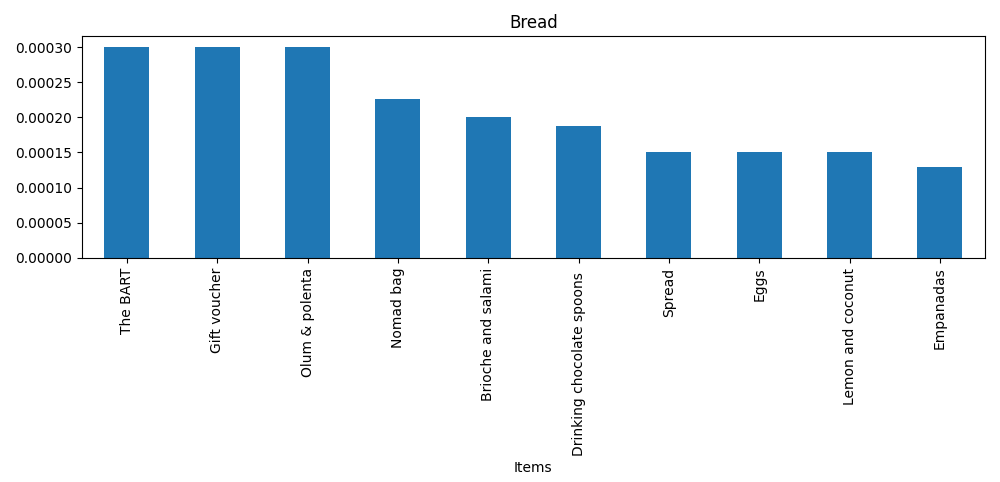 Bread
0.00030
0.00025
0.00020
0.00015
0.00010
0.00005
0.00000
The BART
Gift voucher
Olum & polenta
Nomad bag
Brioche and salami
Drinking chocolate spoons
Spread
Eggs
Lemon and coconut
Empanadas
Items